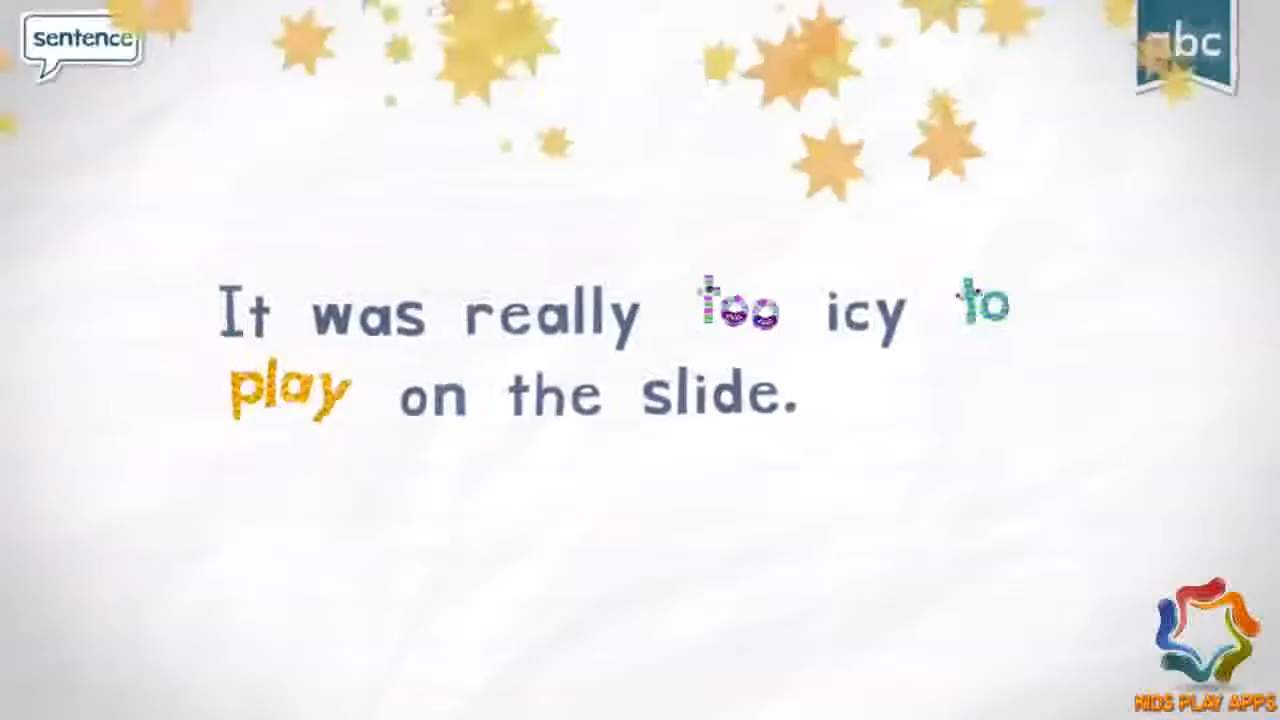 sentence
abc
It was really too icy to
play on the slide.
KIDS PLAY APPS